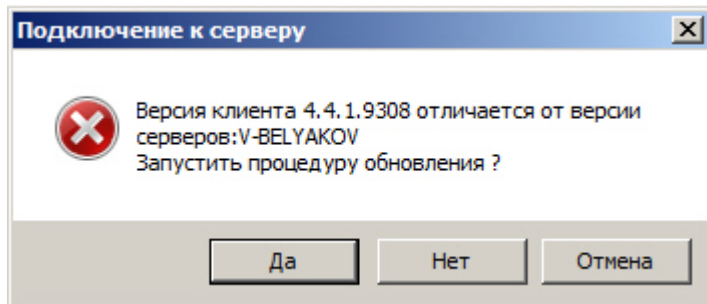 Подключение к серверу
Версия клиента 4.4.1.9308 отличается от версии
серверов:V-BELYAKOV
Запустить процедуру обновления ?
Да
Нет
Отмена